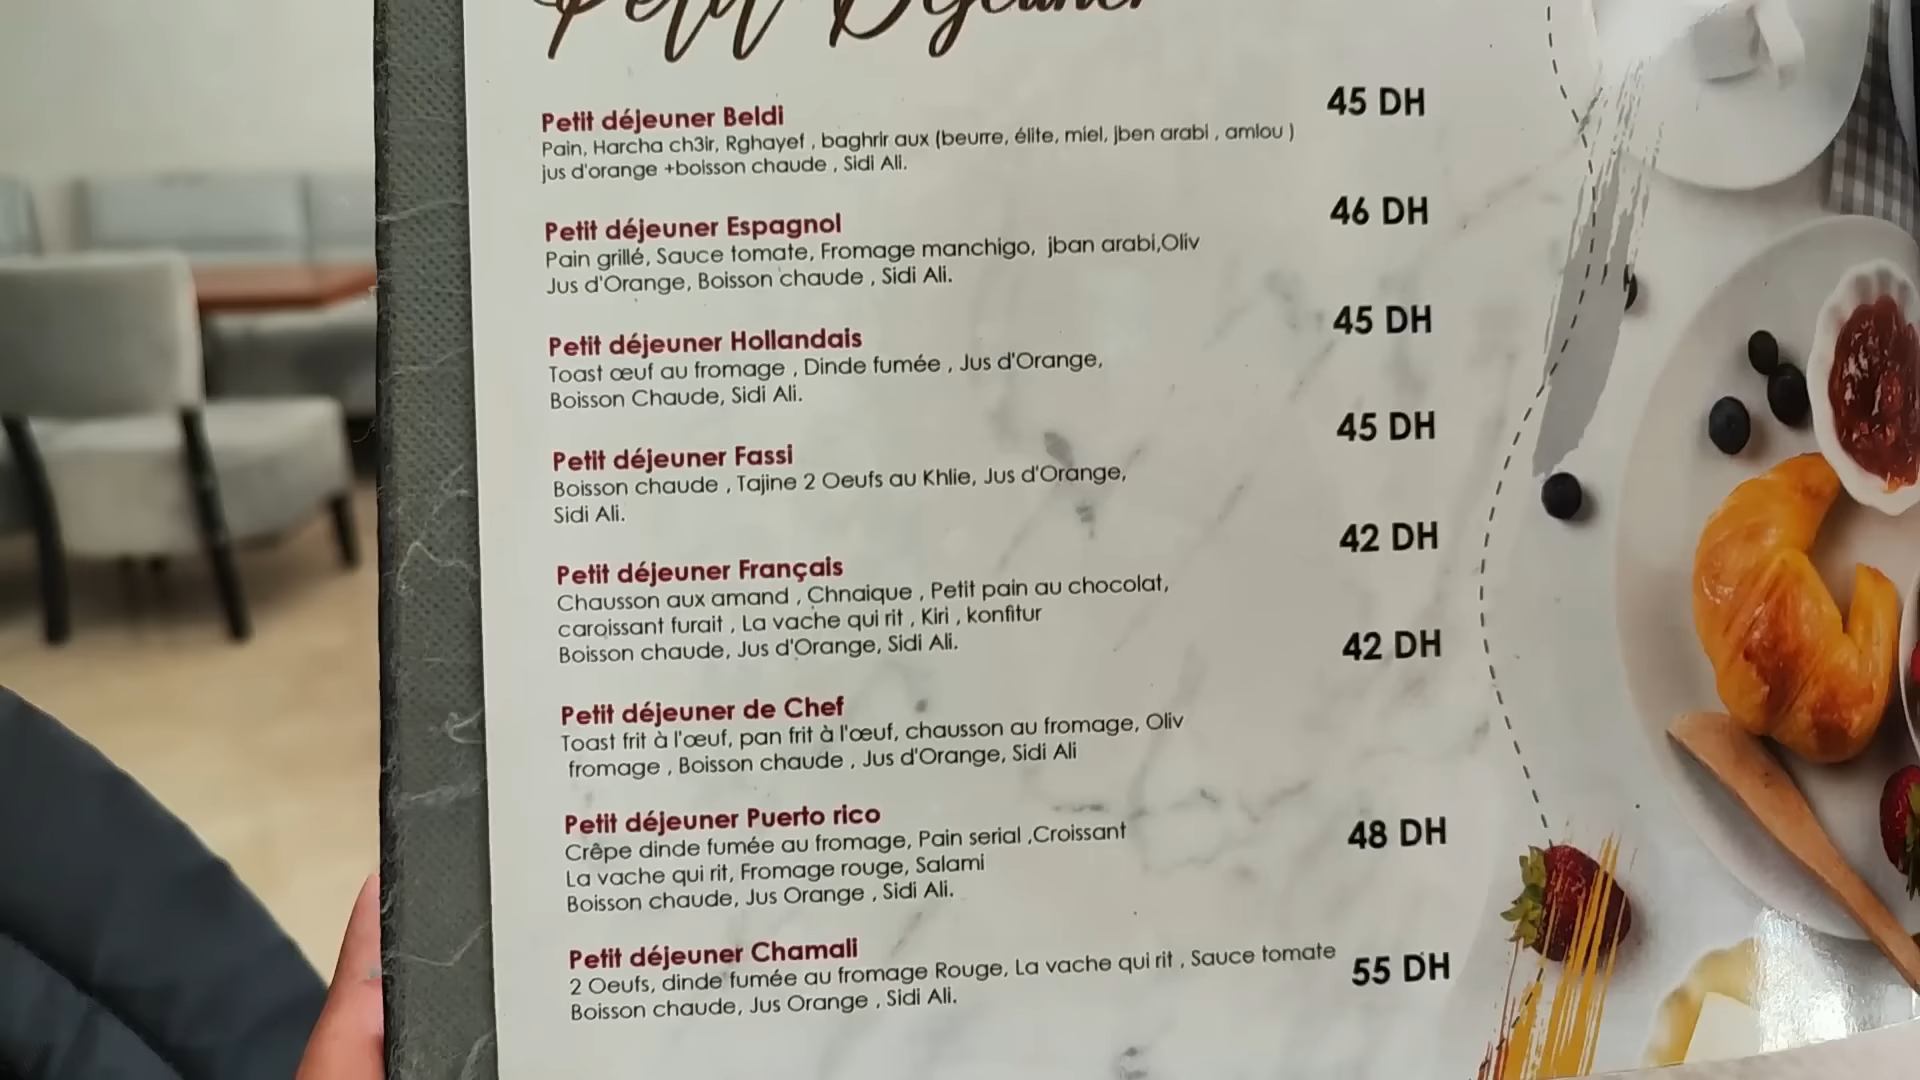 Petit Déjeuner
Petit déjeuner Beldi 45 DH
Pain, Harcha ch3ir, Rghayef , baghrir aux (beurre, élite, miel, jben arabi , amlou )
jus d'orange +boisson chaude , Sidi Ali.
Petit déjeuner Espagnol 46 DH
Pain grillé, Sauce tomate, Fromage manchigo, jban arabi,Oliv
Jus d'Orange, Boisson chaude , Sidi Ali.
Petit déjeuner Hollandais 45 DH
Toast œuf au fromage , Dinde fumée , Jus d'Orange,
Boisson Chaude, Sidi Ali.
Petit déjeuner Fassi 45 DH
Boisson chaude , Tajine 2 Oeufs au Khlie, Jus d'Orange,
Sidi Ali.
Petit déjeuner Français 42 DH
Chausson aux amand , Chnaique , Petit pain au chocolat,
caroissant furait , La vache qui rit , Kiri , konfitur
Boisson chaude, Jus d'Orange, Sidi Ali.
Petit déjeuner de Chef 42 DH
Toast frit à l'œuf, pan frit à l'œuf, chausson au fromage, Oliv
fromage , Boisson chaude , Jus d'Orange, Sidi Ali
Petit déjeuner Puerto rico 48 DH
Crêpe dinde fumée au fromage, Pain serial ,Croissant
La vache qui rit, Fromage rouge, Salami
Boisson chaude, Jus Orange , Sidi Ali.
Petit déjeuner Chamali 55 DH
2 Oeufs, dinde fumée au fromage Rouge, La vache qui rit , Sauce tomate
Boisson chaude, Jus Orange , Sidi Ali.